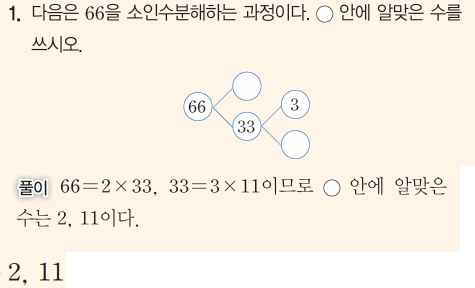 1. 다음은 66을 소인수분해하는 과정이다. ○ 안에 알맞은 수를
쓰시오.
66
33
3
풀이 66=2×33, 33=3×11이므로 ○ 안에 알맞은
수는 2, 11이다.
2, 11